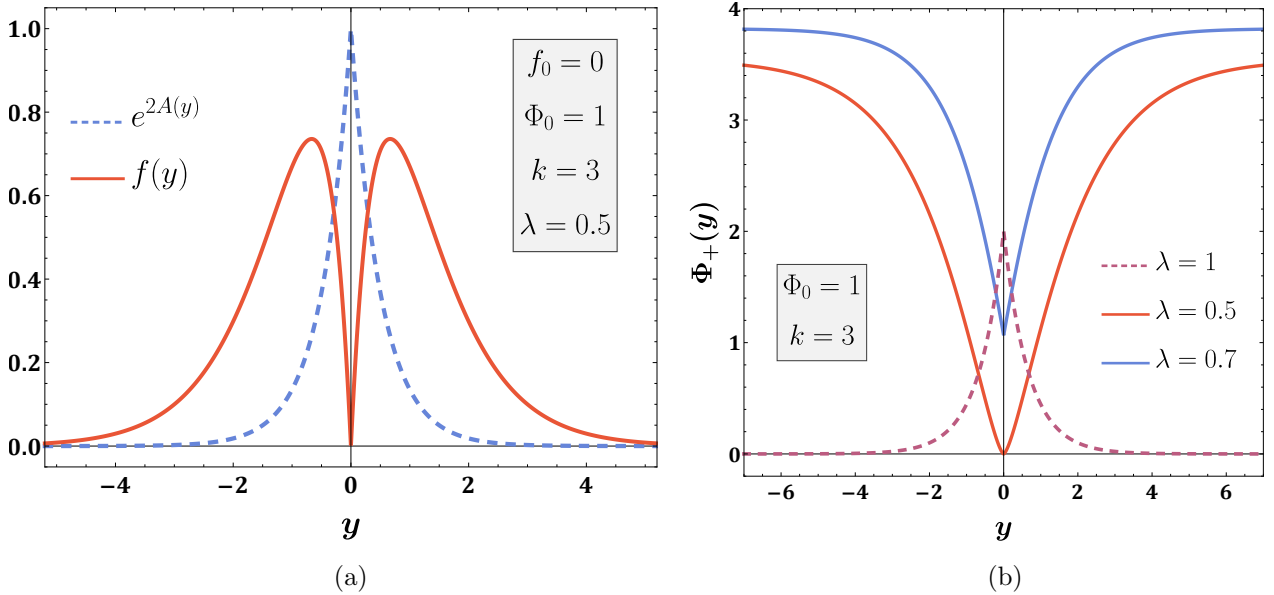 1.0
0.8
0.6
0.4
0.2
0.0
e^{2A(y)}
f(y)
f_0 = 0
Φ_0 = 1
k = 3
λ = 0.5
−4 −2 0 2 4
y
(a)
Φ_+(y)
4
3
2
1
0
Φ_0 = 1
k = 3
λ = 1
λ = 0.5
λ = 0.7
−6 −4 −2 0 2 4 6
y
(b)